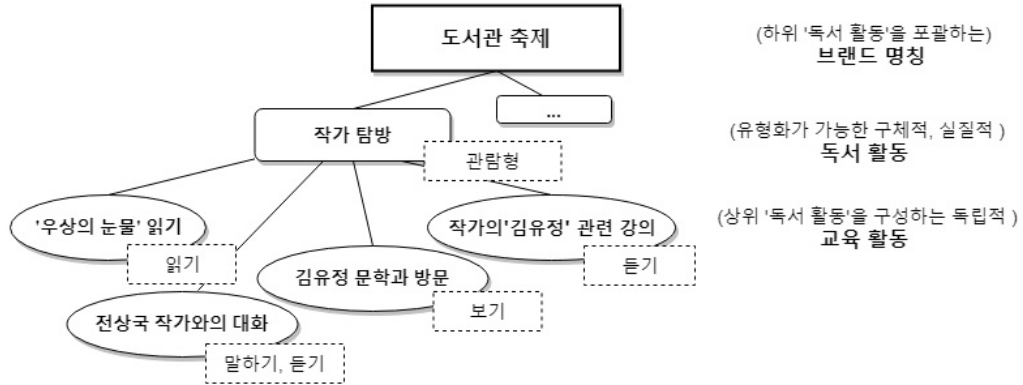 도서관 축제
(하위 '독서 활동'을 포괄하는)
브랜드 명칭
...
작가 탐방
관람형
(유형화가 가능한 구체적, 실질적 )
독서 활동
'우상의 눈물' 읽기
읽기
작가의'김유정' 관련 강의
듣기
(상위 '독서 활동'을 구성하는 독립적 )
교육 활동
김유정 문학과 방문
보기
전상국 작가와의 대화
말하기, 듣기